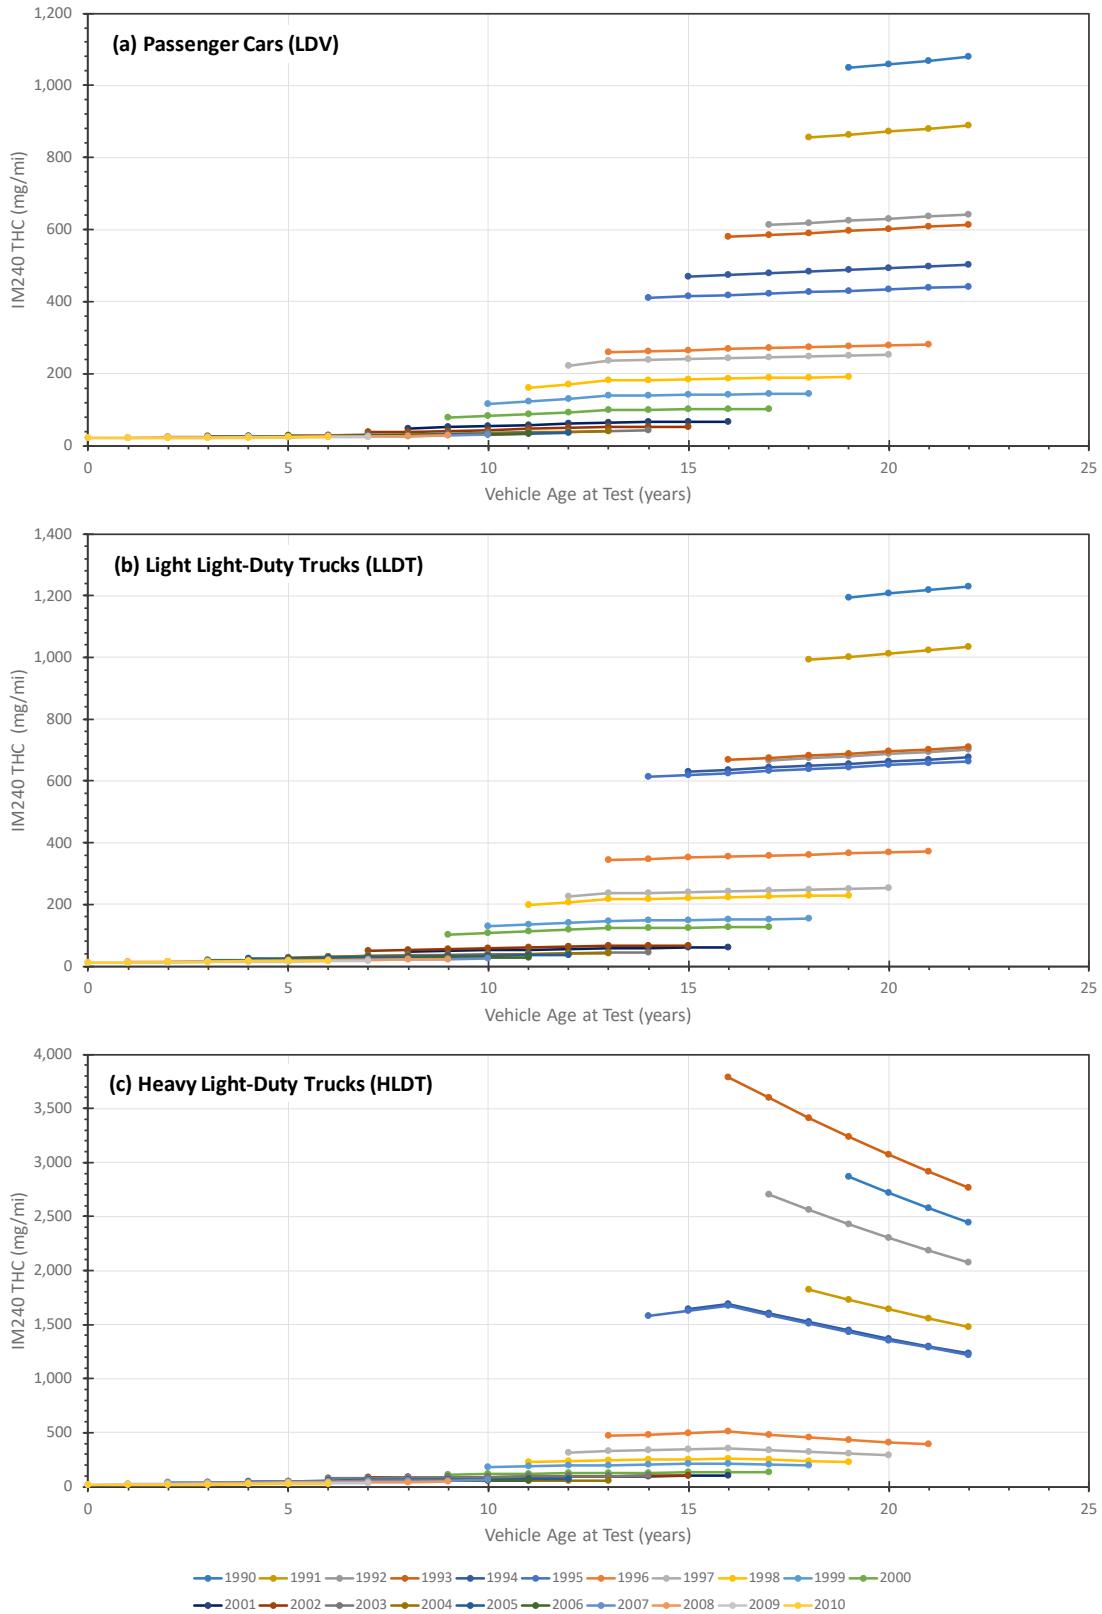 (a) Passenger Cars (LDV)
IM240 THC (mg/mi)
1,200
1,000
800
600
400
200
0
0 5 10 15 20 25
Vehicle Age at Test (years)
(b) Light Light-Duty Trucks (LLDT)
IM240 THC (mg/mi)
1,400
1,200
1,000
800
600
400
200
0
0 5 10 15 20 25
Vehicle Age at Test (years)
(c) Heavy Light-Duty Trucks (HLDT)
IM240 THC (mg/mi)
4,000
3,500
3,000
2,500
2,000
1,500
1,000
500
0
0 5 10 15 20 25
Vehicle Age at Test (years)
1990 1991 1992 1993 1994 1995 1996 1997 1998 1999 2000
2001 2002 2003 2004 2005 2006 2007 2008 2009 2010